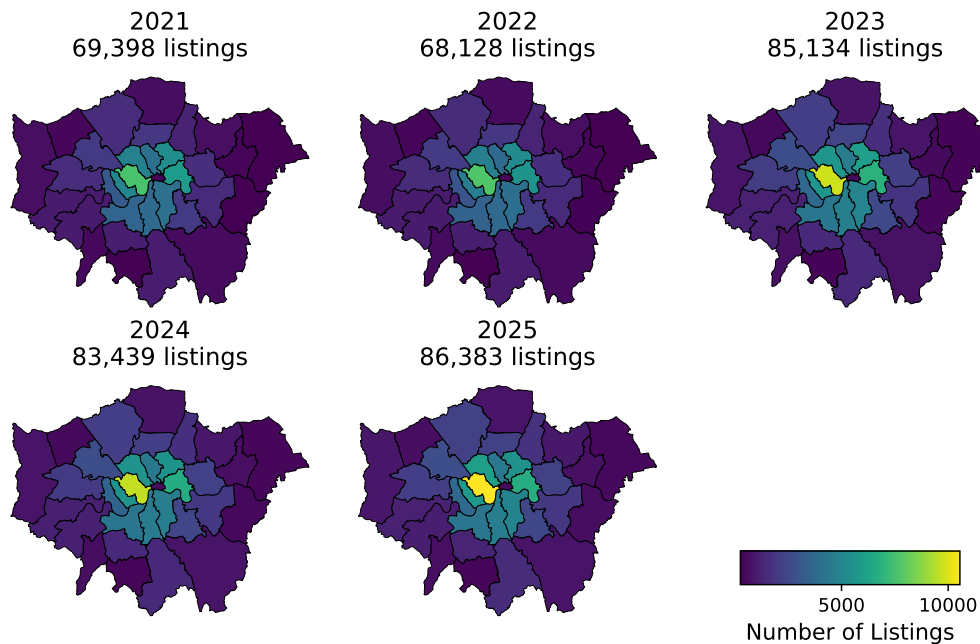 2021
69,398 listings
2022
68,128 listings
2023
85,134 listings
2024
83,439 listings
2025
86,383 listings
5000
10000
Number of Listings